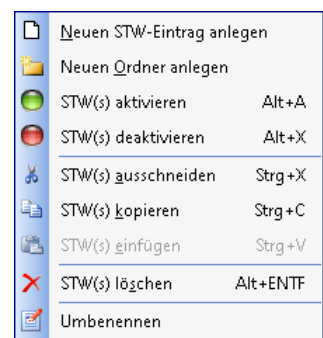 Neuen STW-Eintrag anlegen
Neuen Ordner anlegen
STW(s) aktivieren Alt+A
STW(s) deaktivieren Alt+X
STW(s) ausschneiden Strg+X
STW(s) kopieren Strg+C
STW(s) einfügen Strg+V
STW(s) löschen Alt+ENTF
Umbenennen